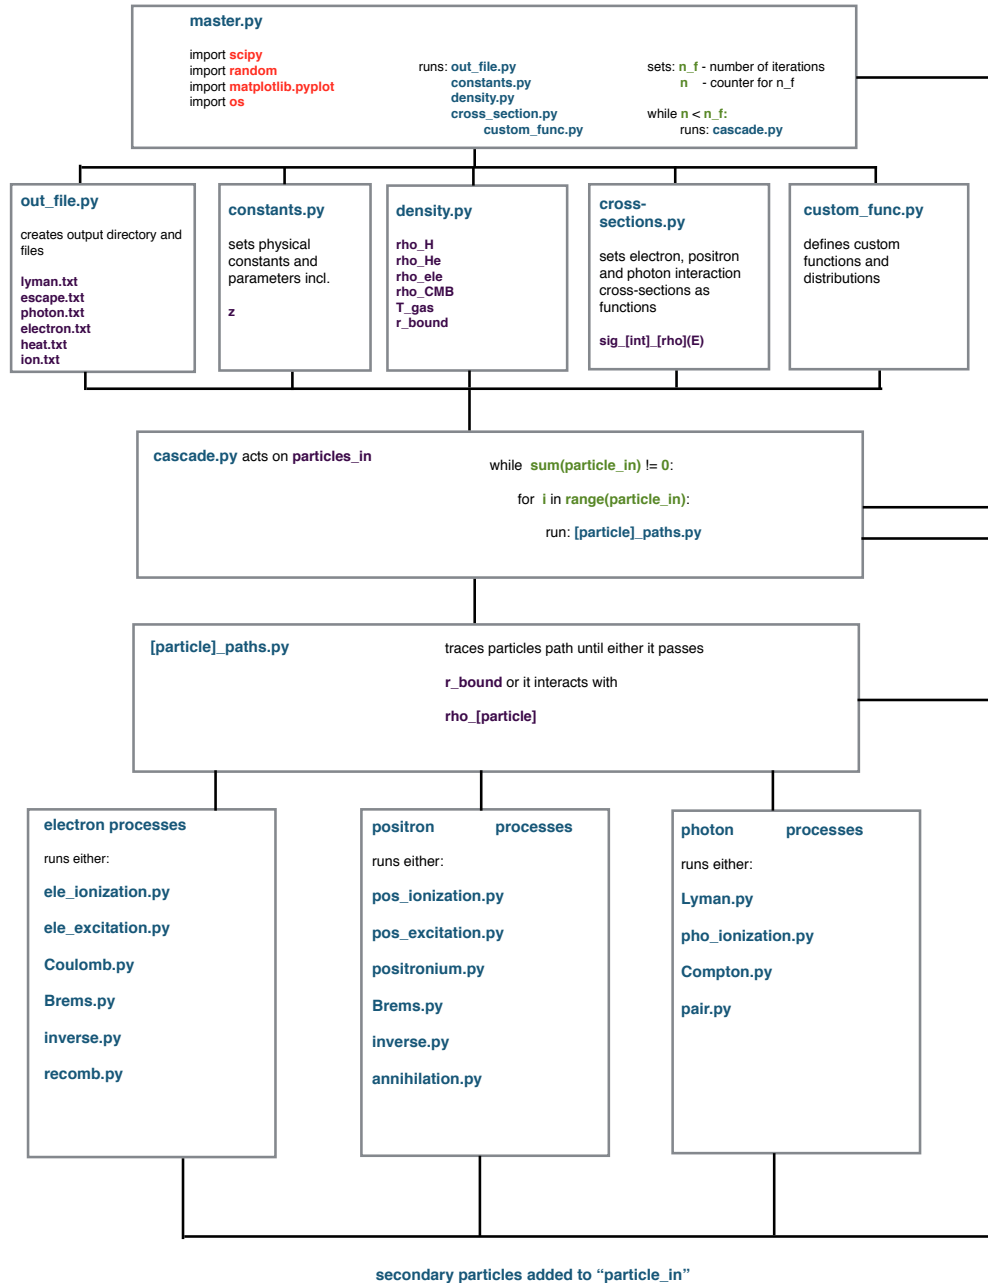 master.py
import scipy
import random
import matplotlib.pyplot
import os
runs: out_file.py
constants.py
density.py
cross_section.py
custom_func.py
sets: n_f - number of iterations
n - counter for n_f
while n < n_f:
runs: cascade.py
out_file.py
creates output directory and
files
lyman.txt
escape.txt
photon.txt
electron.txt
heat.txt
ion.txt
constants.py
sets physical
constants and
parameters incl.
z
density.py
rho_H
rho_He
rho_ele
rho_CMB
T_gas
r_bound
cross-
sections.py
sets electron, positron
and photon interaction
cross-sections as
functions
sig_[int]_[rho](E)
custom_func.py
defines custom
functions and
distributions
cascade.py acts on particles_in
while sum(particle_in) != 0:
for i in range(particle_in):
run: [particle]_paths.py
[particle]_paths.py
traces particles path until either it passes
r_bound or it interacts with
rho_[particle]
electron processes
runs either:
ele_ionization.py
ele_excitation.py
Coulomb.py
Brems.py
inverse.py
recomb.py
positron processes
runs either:
pos_ionization.py
pos_excitation.py
positronium.py
Brems.py
inverse.py
annihilation.py
photon processes
runs either:
Lyman.py
pho_ionization.py
Compton.py
pair.py
secondary particles added to “particle_in”